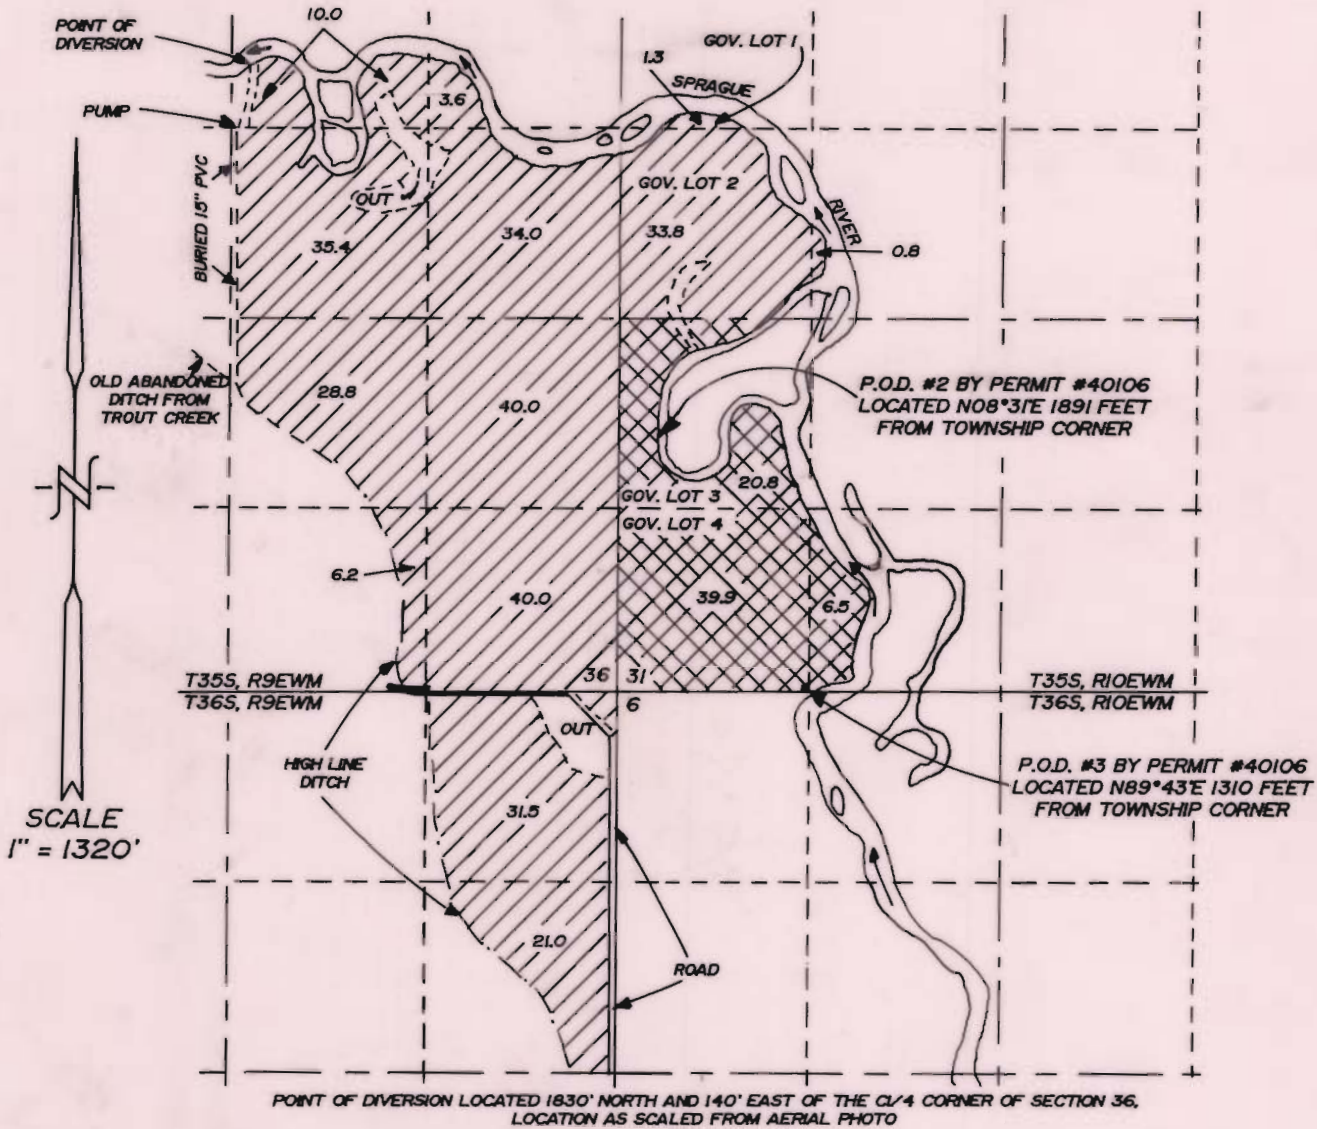 POINT OF
DIVERSION
10.0
GOV. LOT 1
1.3
SPRAGUE
3.6
PUMP
BURIED 15" PVC
OUT
GOV. LOT 2
RIVER
35.4
34.0
33.8
0.8
OLD ABANDONED
DITCH FROM
TROUT CREEK
28.8
40.0
P.O.D. #2 BY PERMIT #40106
LOCATED N08°31'E 1891 FEET
FROM TOWNSHIP CORNER
N
GOV. LOT 3
20.8
GOV. LOT 4
6.2
40.0
39.9
6.5
36
31
T35S, R9EWM
T35S, R10EWM
T36S, R9EWM
6
T36S, R10EWM
OUT
HIGH LINE
DITCH
P.O.D. #3 BY PERMIT #40106
LOCATED N89°43'E 1310 FEET
FROM TOWNSHIP CORNER
31.5
SCALE
1" = 1320'
21.0
ROAD
POINT OF DIVERSION LOCATED 1830' NORTH AND 140' EAST OF THE C1/4 CORNER OF SECTION 36,
LOCATION AS SCALED FROM AERIAL PHOTO